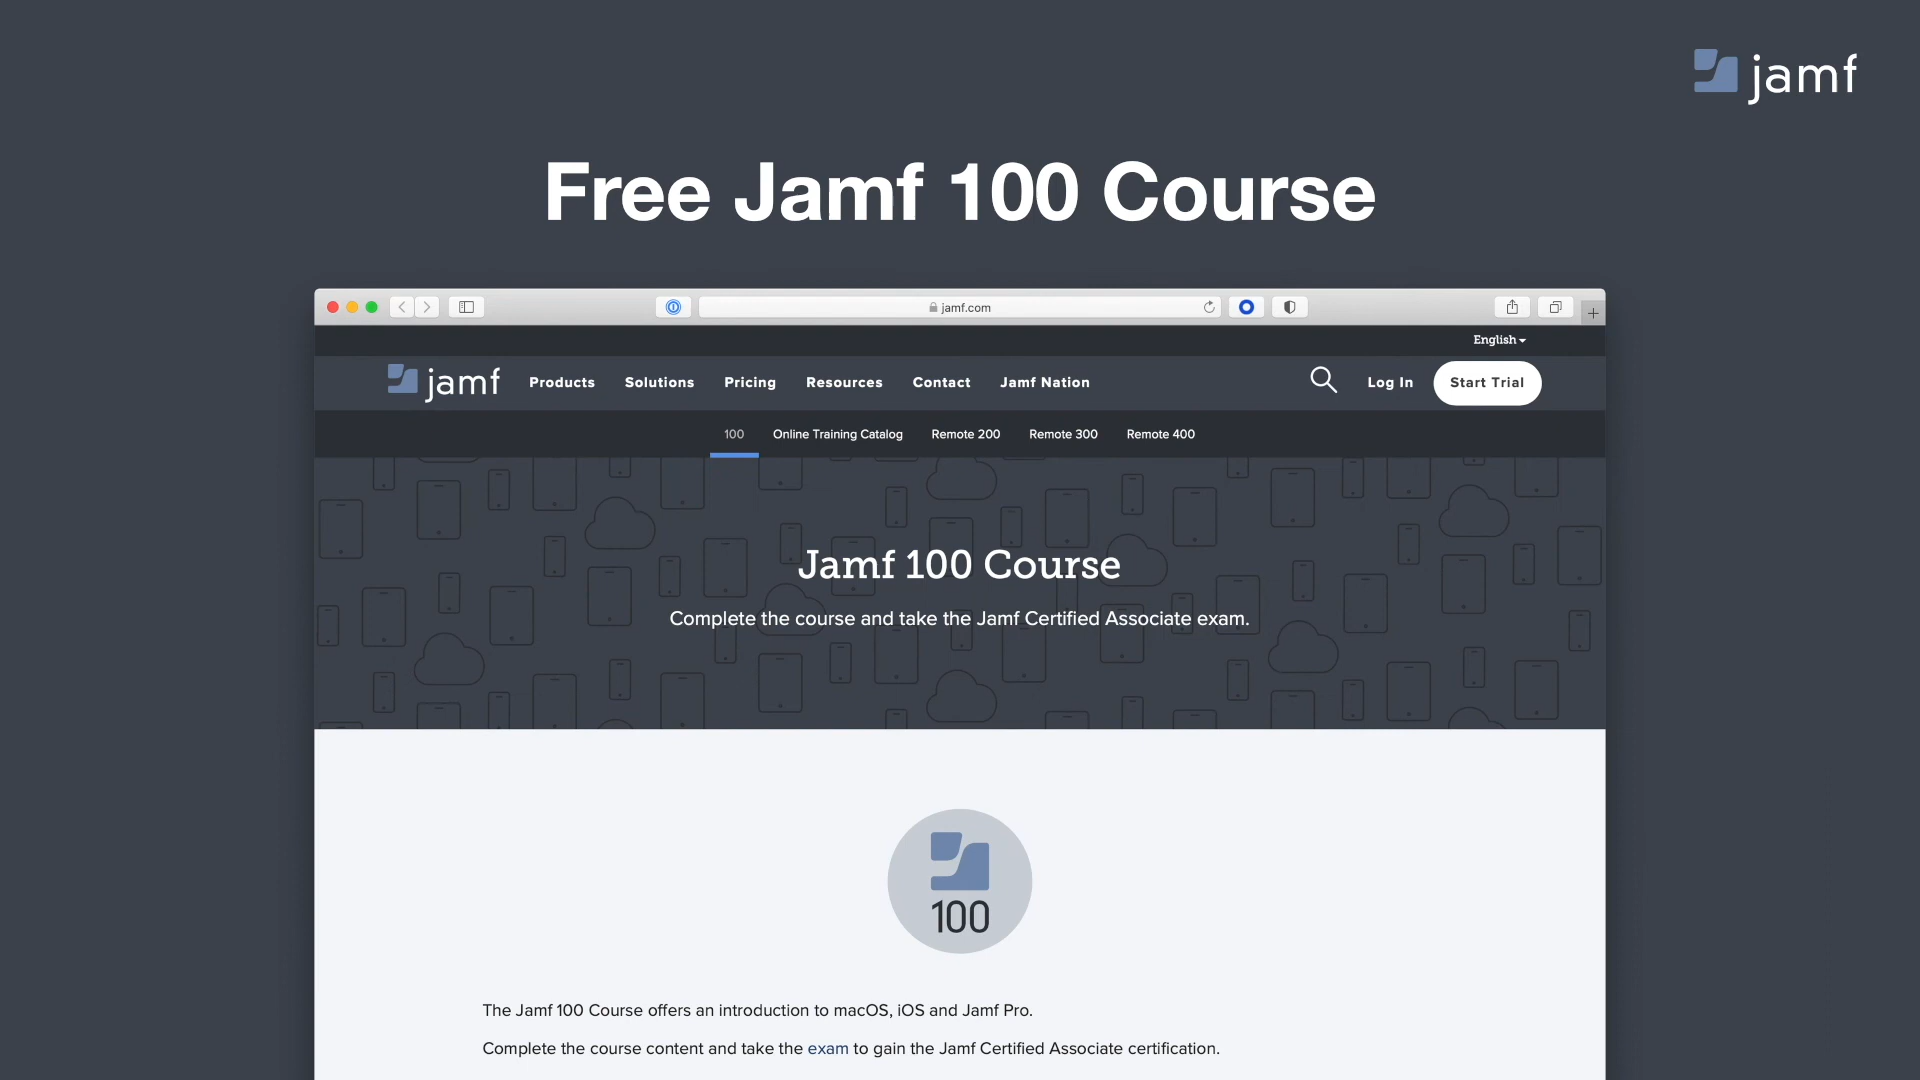 jamf
Free Jamf 100 Course
jamf.com
English
jamf Products Solutions Pricing Resources Contact Jamf Nation Log In Start Trial
100 Online Training Catalog Remote 200 Remote 300 Remote 400
Jamf 100 Course
Complete the course and take the Jamf Certified Associate exam.
100
The Jamf 100 Course offers an introduction to macOS, iOS and Jamf Pro.
Complete the course content and take the exam to gain the Jamf Certified Associate certification.